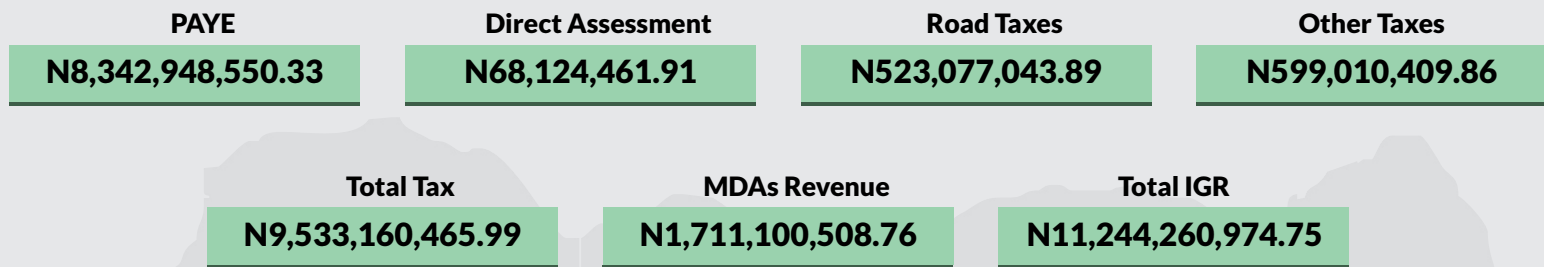 PAYE Direct Assessment Road Taxes Other Taxes
N8,342,948,550.33 N68,124,461.91 N523,077,043.89 N599,010,409.86
Total Tax MDAs Revenue Total IGR
N9,533,160,465.99 N1,711,100,508.76 N11,244,260,974.75